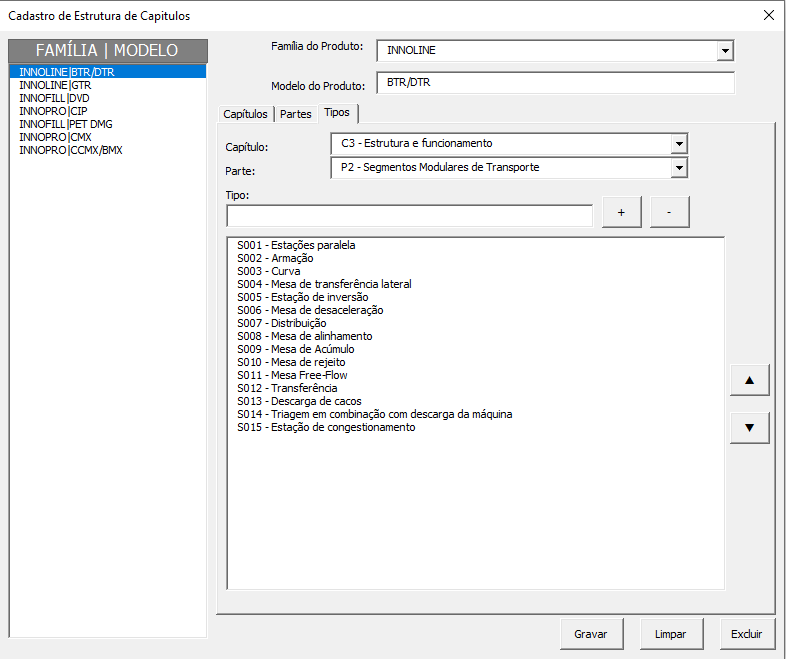 Cadastro de Estrutura de Capitulos
FAMÍLIA | MODELO
INNOLINE|BTR/DTR
INNOLINE|GTR
INNOFILL|DVD
INNOPRO|CIP
INNOFILL|PET DMG
INNOPRO|CMX
INNOPRO|CCMX/BMX
Família do Produto: INNOLINE
Modelo do Produto: BTR/DTR
Capítulos Partes Tipos
Capítulo: C3 - Estrutura e funcionamento
Parte: P2 - Segmentos Modulares de Transporte
Tipo:
+ -
S001 - Estações paralela
S002 - Armação
S003 - Curva
S004 - Mesa de transferência lateral
S005 - Estação de inversão
S006 - Mesa de desaceleração
S007 - Distribuição
S008 - Mesa de alinhamento
S009 - Mesa de Acúmulo
S010 - Mesa de rejeito
S011 - Mesa Free-Flow
S012 - Transferência
S013 - Descarga de cacos
S014 - Triagem em combinação com descarga da máquina
S015 - Estação de congestionamento
Gravar Limpar Excluir